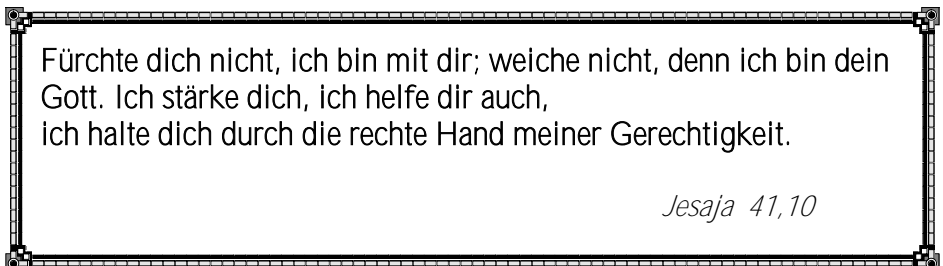 Fürchte dich nicht, ich bin mit dir; weiche nicht, denn ich bin dein
Gott. Ich stärke dich, ich helfe dir auch,
ich halte dich durch die rechte Hand meiner Gerechtigkeit.
Jesaja 41,10